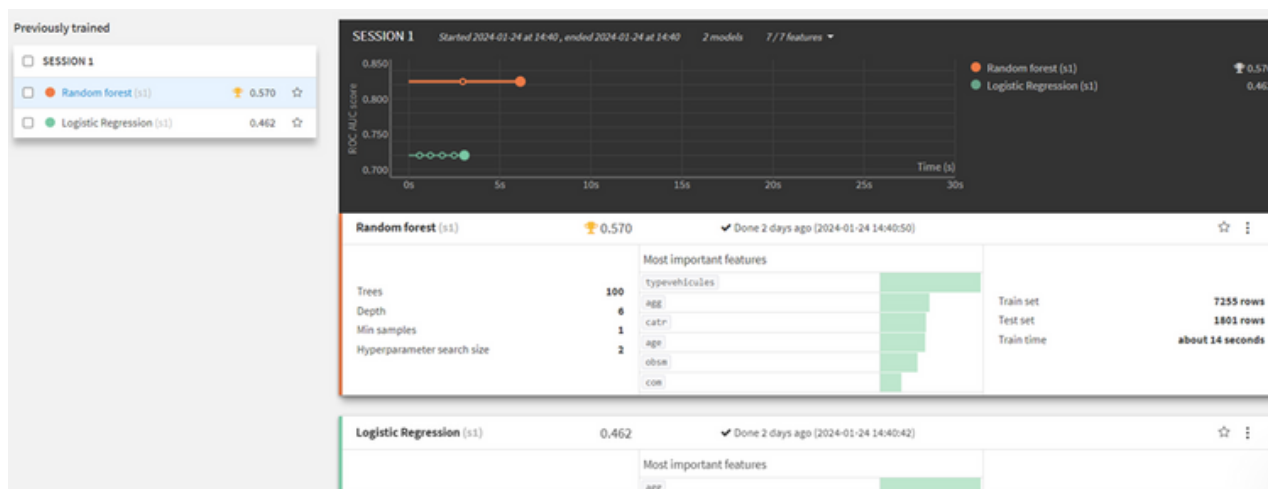 Previously trained
SESSION 1
Random forest (s1) 0.570
Logistic Regression (s1) 0.462
SESSION 1 Started 2024-01-24 at 14:40, ended 2024-01-24 at 14:40 2 models 7/7 features
ROC AUC score
0.850
0.800
0.750
0.700
0s 5s 10s 15s 20s 25s 30s
Time (s)
Random forest (s1) 0.570
Logistic Regression (s1) 0.462
Random forest (s1) 0.570 Done 2 days ago (2024-01-24 14:40:50)
Trees 100
Depth 6
Min samples 1
Hyperparameter search size 2
Most important features
typevehicules
agg
catr
age
obsm
com
Train set 7255 rows
Test set 1801 rows
Train time about 14 seconds
Logistic Regression (s1) 0.462 Done 2 days ago (2024-01-24 14:40:42)
Most important features
agg